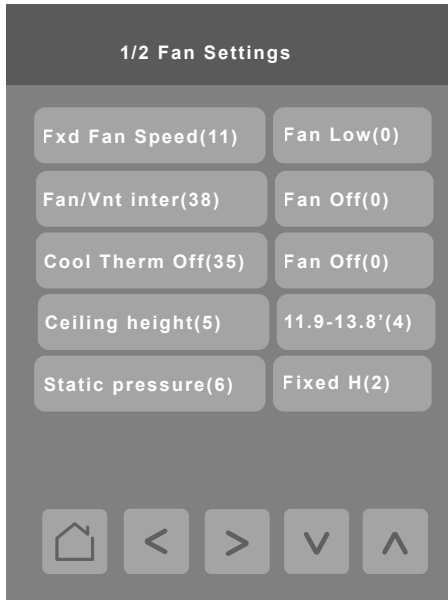 1/2 Fan Settings
Fxd Fan Speed(11) Fan Low(0)
Fan/Vnt inter(38) Fan Off(0)
Cool Therm Off(35) Fan Off(0)
Ceiling height(5) 11.9-13.8’(4)
Static pressure(6) Fixed H(2)
< > V Λ